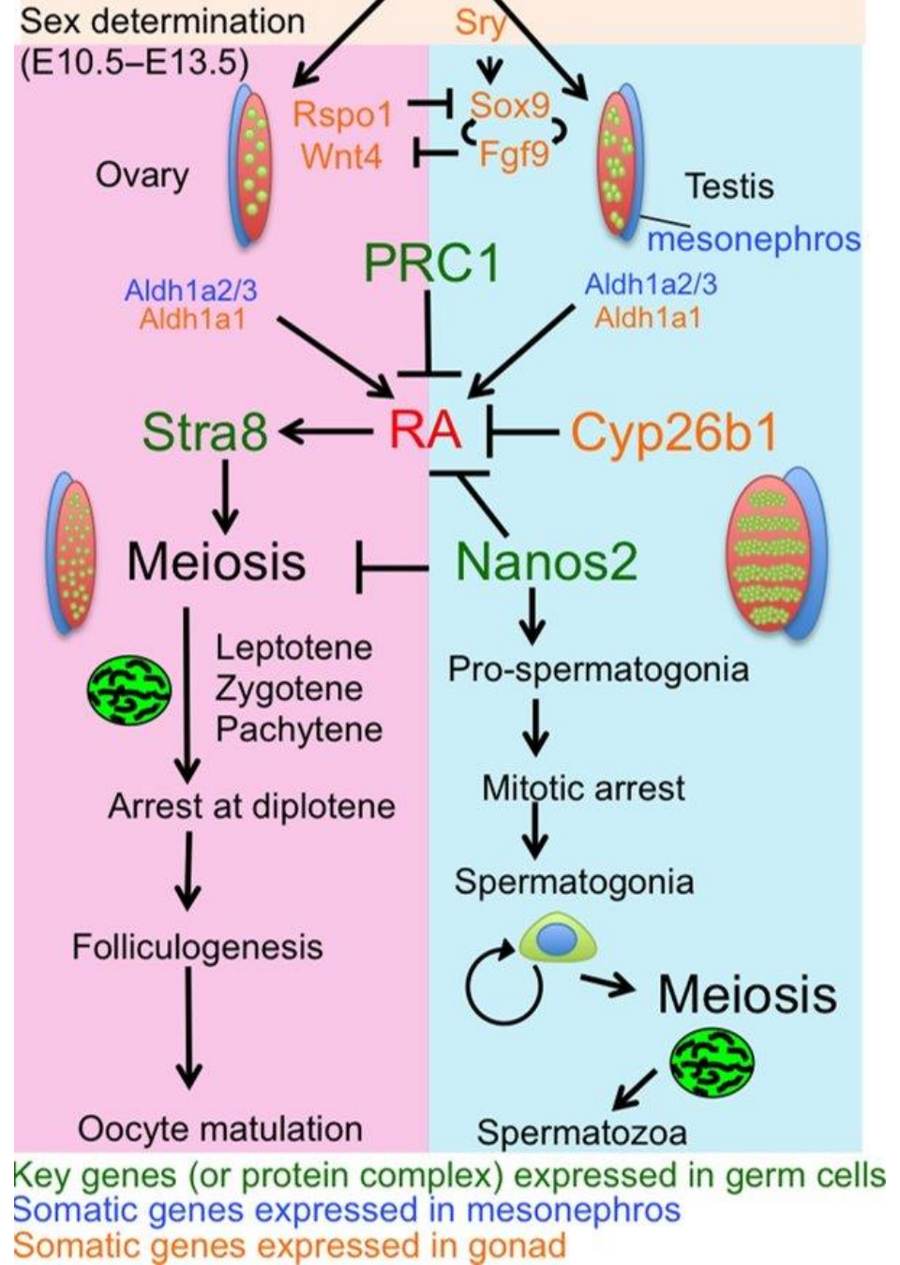 Sex determination
(E10.5–E13.5)
Sry
Rspo1
Sox9
Wnt4
Fgf9
Ovary
Testis
mesonephros
PRC1
Aldh1a2/3
Aldh1a1
Aldh1a2/3
Aldh1a1
Stra8
RA
Cyp26b1
Meiosis
Nanos2
Leptotene
Zygotene
Pachytene
Pro-spermatogonia
Arrest at diplotene
Mitotic arrest
Spermatogonia
Folliculogenesis
Meiosis
Oocyte matulation
Spermatozoa
Key genes (or protein complex) expressed in germ cells
Somatic genes expressed in mesonephros
Somatic genes expressed in gonad